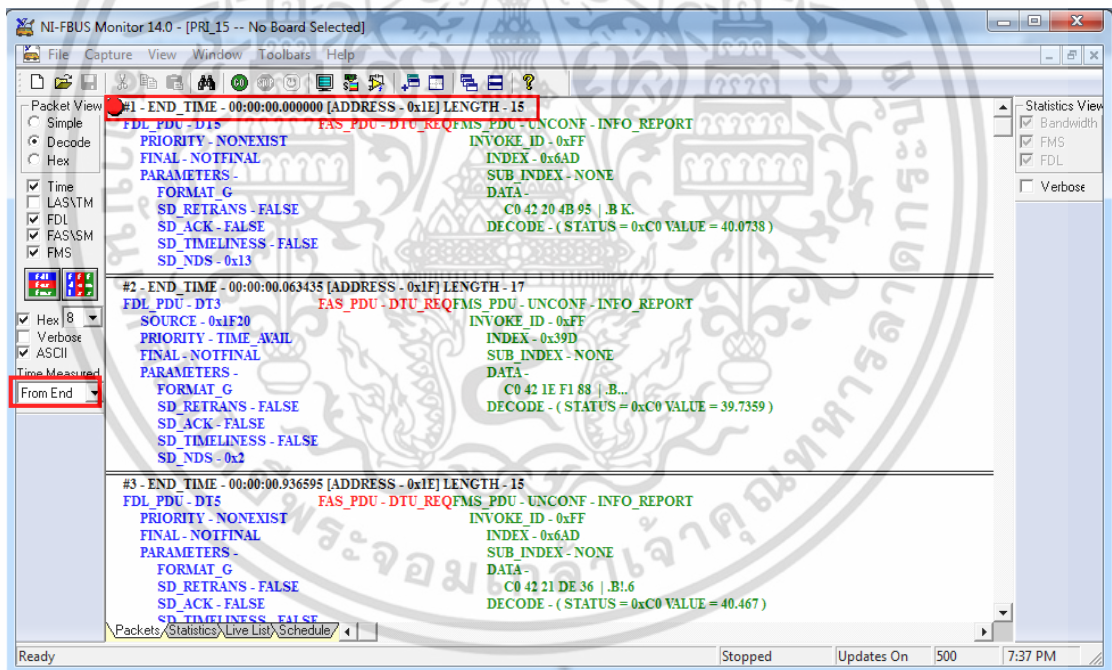 NI-FBUS Monitor 14.0 - [PRI_15 -- No Board Selected]
File Capture View Window Toolbars Help
Packet View
Simple
Decode
Hex
Time
LAS\TM
FDL
FAS\SM
FMS
Hex 8
Verbose
ASCII
Time Measured
From End
#1 - END_TIME - 00:00:00.000000 [ADDRESS - 0x1E] LENGTH - 15
FDL_PDU - DT5 FAS_PDU - DTU_REQ FMS_PDU - UNCONF - INFO_REPORT
PRIORITY - NONEXIST INVOKE_ID - 0xFF
FINAL - NOTFINAL INDEX - 0x6AD
PARAMETERS - SUB_INDEX - NONE
FORMAT_G DATA -
SD_RETRANS - FALSE C0 42 20 4B 95 | .B K.
SD_ACK - FALSE DECODE - ( STATUS = 0xC0 VALUE = 40.0738 )
SD_TIMELINESS - FALSE
SD_NDS - 0x13
#2 - END_TIME - 00:00:00.063435 [ADDRESS - 0x1F] LENGTH - 17
FDL_PDU - DT3 FAS_PDU - DTU_REQ FMS_PDU - UNCONF - INFO_REPORT
SOURCE - 0x1F20 INVOKE_ID - 0xFF
PRIORITY - TIME_AVAIL INDEX - 0x39D
FINAL - NOTFINAL SUB_INDEX - NONE
PARAMETERS - DATA -
FORMAT_G C0 42 1E F1 88 | .B...
SD_RETRANS - FALSE DECODE - ( STATUS = 0xC0 VALUE = 39.7359 )
SD_ACK - FALSE
SD_TIMELINESS - FALSE
SD_NDS - 0x2
#3 - END_TIME - 00:00:00.936595 [ADDRESS - 0x1E] LENGTH - 15
FDL_PDU - DT5 FAS_PDU - DTU_REQ FMS_PDU - UNCONF - INFO_REPORT
PRIORITY - NONEXIST INVOKE_ID - 0xFF
FINAL - NOTFINAL INDEX - 0x6AD
PARAMETERS - SUB_INDEX - NONE
FORMAT_G DATA -
SD_RETRANS - FALSE C0 42 21 DE 36 | .B!.6
SD_ACK - FALSE DECODE - ( STATUS = 0xC0 VALUE = 40.467 )
SD_TIMELINESS - FALSE
Packets Statistics Live List Schedule
Statistics View
Bandwidth
FMS
FDL
Verbose
Ready Stopped Updates On 500 7:37 PM